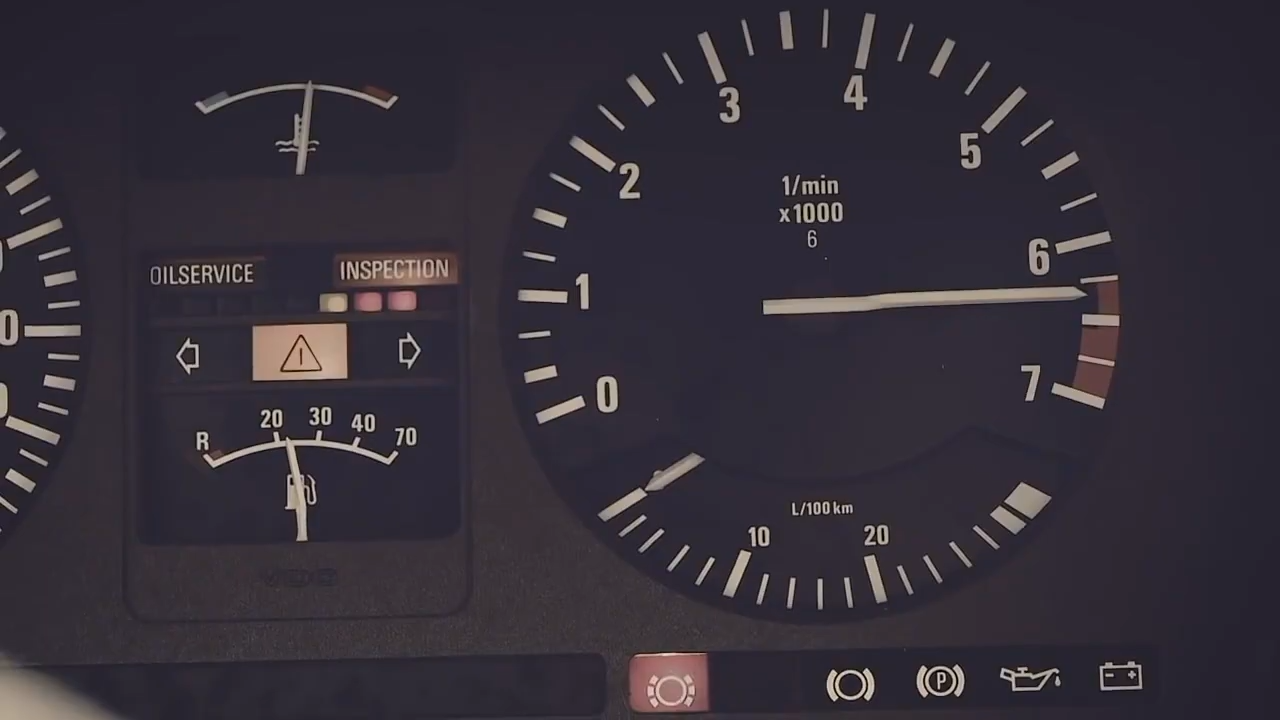 OILSERVICE INSPECTION
R 20 30 40 70
VDO
0 1 2 3 4 5 6 7
1/min
x1000
6
L/100 km
10 20
P